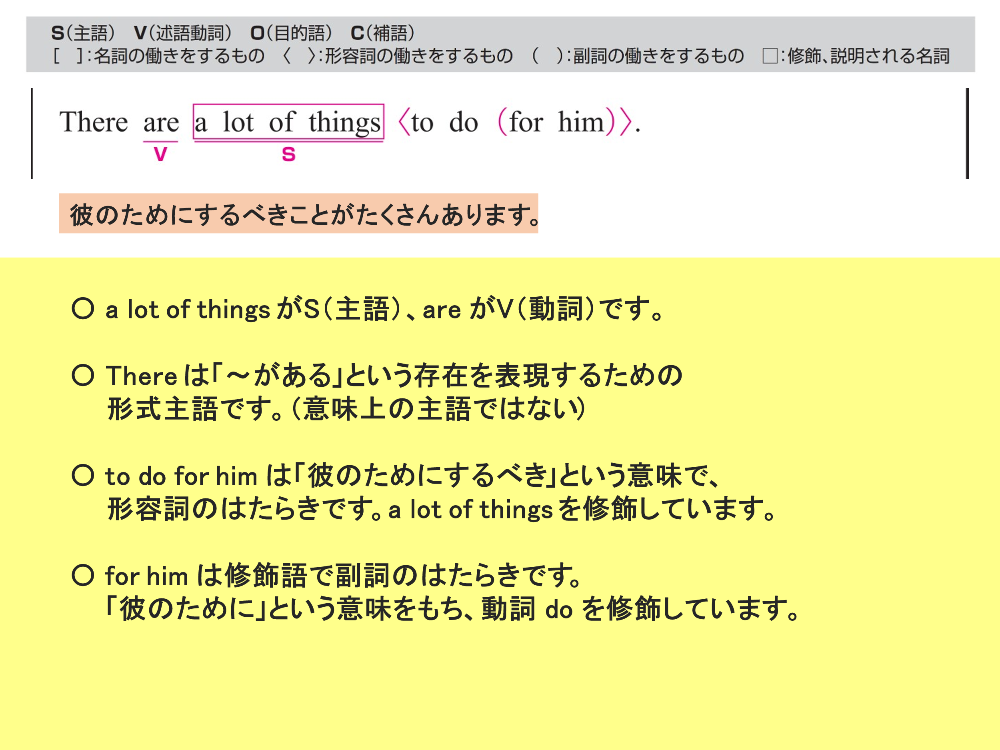 S（主語）　V（述語動詞）　O（目的語）　C（補語）
［　］：名詞の働きをするもの　〈　〉：形容詞の働きをするもの　（　）：副詞の働きをするもの　□：修飾、説明される名詞
There are a lot of things 〈to do (for him)〉.
V　S
彼のためにするべきことがたくさんあります。
〇 a lot of things がS（主語）、are がV（動詞）です。
〇 There は「～がある」という存在を表現するための
形式主語です。（意味上の主語ではない）
〇 to do for him は「彼のためにするべき」という意味で、
形容詞のはたらきです。a lot of things を修飾しています。
〇 for him は修飾語で副詞のはたらきです。
「彼のために」という意味をもち、動詞 do を修飾しています。